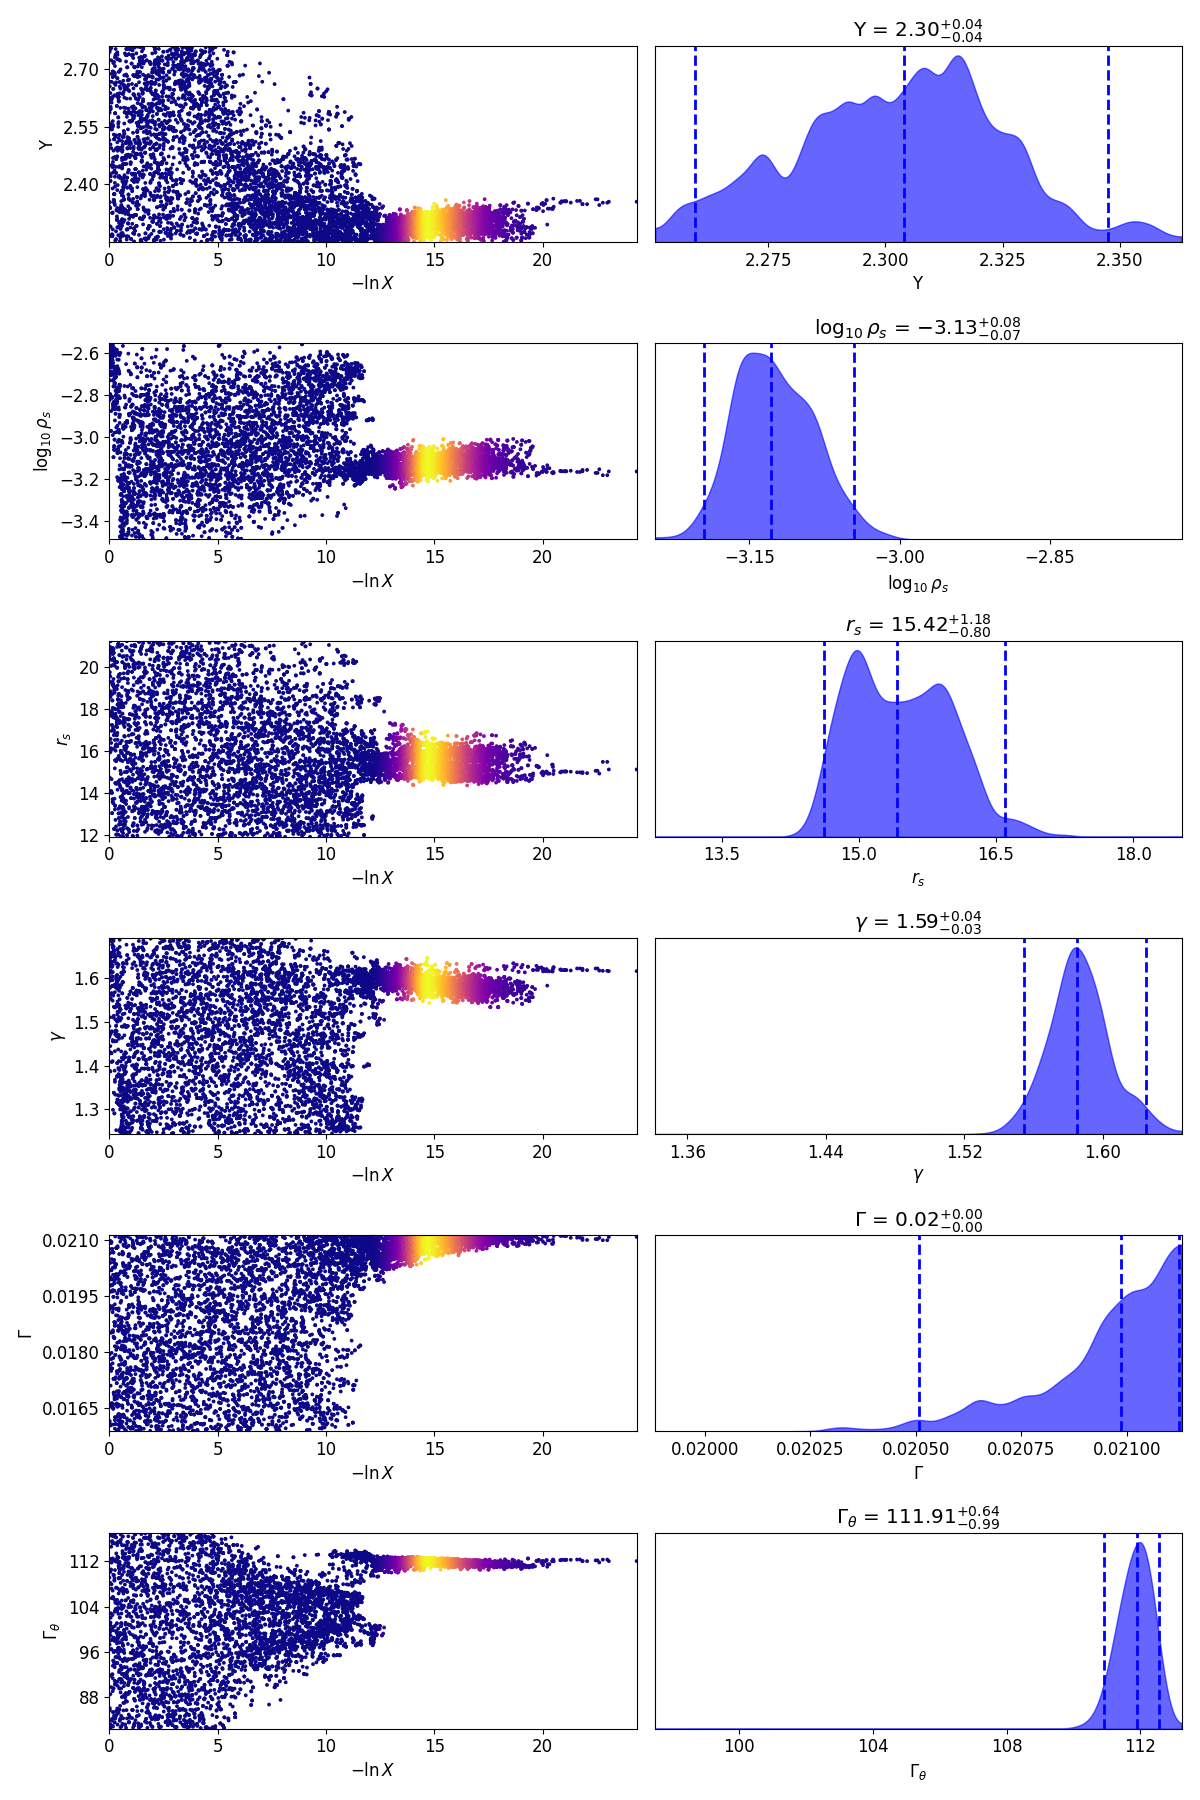 Y = 2.30^{+0.04}_{-0.04}
2.70
2.55
2.40
Y
0 5 10 15 20
2.275 2.300 2.325 2.350
−ln X
Y
log₁₀ ρₛ = −3.13^{+0.08}_{-0.07}
−2.6
−2.8
−3.0
−3.2
−3.4
log₁₀ ρₛ
0 5 10 15 20
−3.15 −3.00 −2.85
−ln X
log₁₀ ρₛ
rₛ = 15.42^{+1.18}_{-0.80}
20
18
16
14
12
rₛ
0 5 10 15 20
13.5 15.0 16.5 18.0
−ln X
rₛ
γ = 1.59^{+0.04}_{-0.03}
1.6
1.5
1.4
1.3
γ
0 5 10 15 20
1.36 1.44 1.52 1.60
−ln X
γ
Γ = 0.02^{+0.00}_{-0.00}
0.0210
0.0195
0.0180
0.0165
Γ
0 5 10 15 20
0.02000 0.02025 0.02050 0.02075 0.02100
−ln X
Γ
Γ_θ = 111.91^{+0.64}_{-0.99}
112
104
96
88
Γ_θ
0 5 10 15 20
100 104 108 112
−ln X
Γ_θ